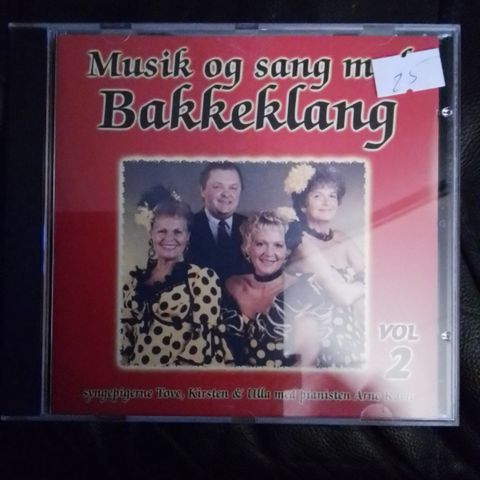 Musik og sang m
25
Bakkeklang
VOL
2
syngepigerne Tove, Kirsten & Ulla med pianisten Arne